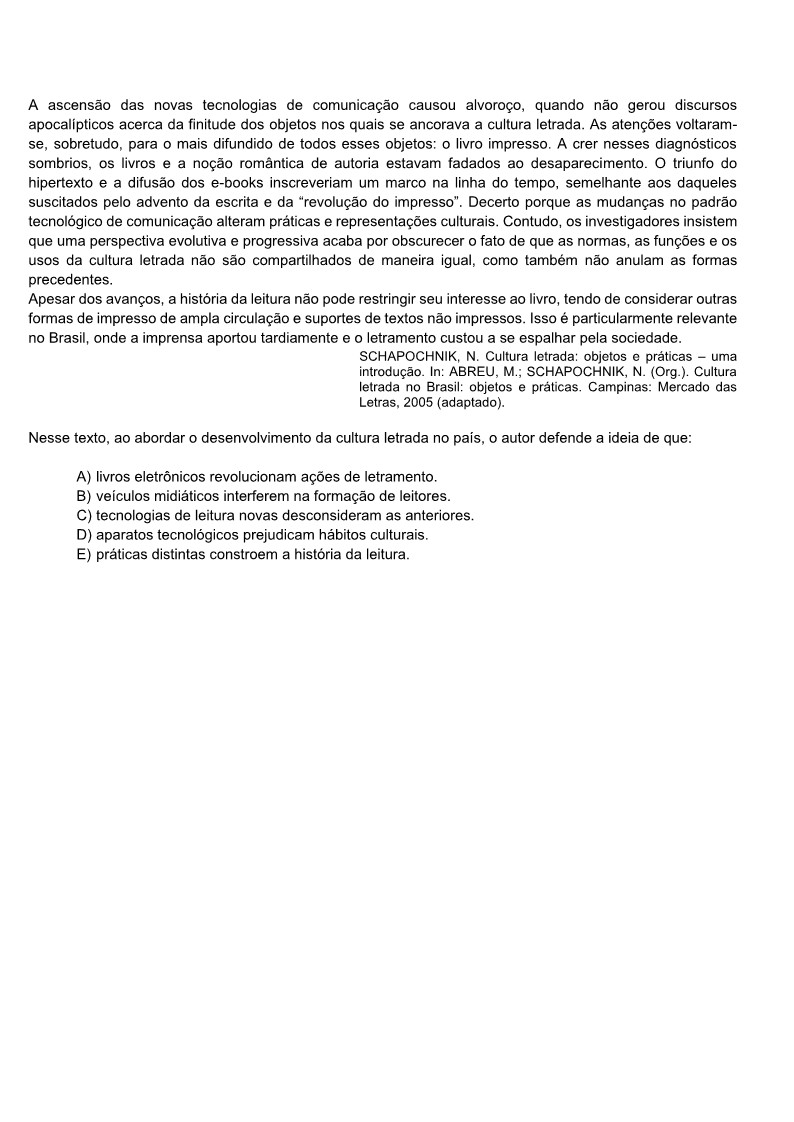 A ascensão das novas tecnologias de comunicação causou alvoroço, quando não gerou discursos
apocalípticos acerca da finitude dos objetos nos quais se ancorava a cultura letrada. As atenções voltaram-
se, sobretudo, para o mais difundido de todos esses objetos: o livro impresso. A crer nesses diagnósticos
sombrios, os livros e a noção romântica de autoria estavam fadados ao desaparecimento. O triunfo do
hipertexto e a difusão dos e-books inscreveriam um marco na linha do tempo, semelhante aos daqueles
suscitados pelo advento da escrita e da “revolução do impresso”. Decerto porque as mudanças no padrão
tecnológico de comunicação alteram práticas e representações culturais. Contudo, os investigadores insistem
que uma perspectiva evolutiva e progressiva acaba por obscurecer o fato de que as normas, as funções e os
usos da cultura letrada não são compartilhados de maneira igual, como também não anulam as formas
precedentes.
Apesar dos avanços, a história da leitura não pode restringir seu interesse ao livro, tendo de considerar outras
formas de impresso de ampla circulação e suportes de textos não impressos. Isso é particularmente relevante
no Brasil, onde a imprensa aportou tardiamente e o letramento custou a se espalhar pela sociedade.
SCHAPOCHNIK, N. Cultura letrada: objetos e práticas – uma
introdução. In: ABREU, M.; SCHAPOCHNIK, N. (Org.). Cultura
letrada no Brasil: objetos e práticas. Campinas: Mercado das
Letras, 2005 (adaptado).
Nesse texto, ao abordar o desenvolvimento da cultura letrada no país, o autor defende a ideia de que:
A) livros eletrônicos revolucionam ações de letramento.
B) veículos midiáticos interferem na formação de leitores.
C) tecnologias de leitura novas desconsideram as anteriores.
D) aparatos tecnológicos prejudicam hábitos culturais.
E) práticas distintas constroem a história da leitura.